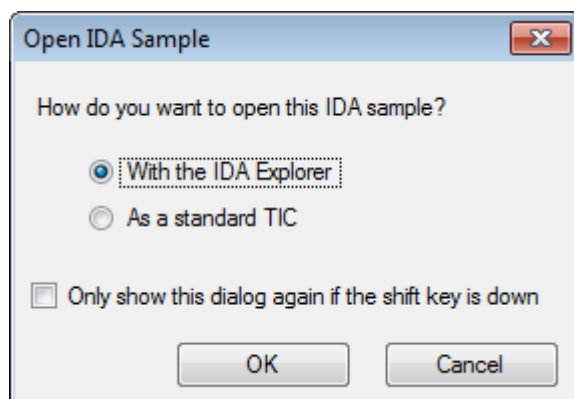 Open IDA Sample
How do you want to open this IDA sample?
With the IDA Explorer
As a standard TIC
Only show this dialog again if the shift key is down
OK
Cancel